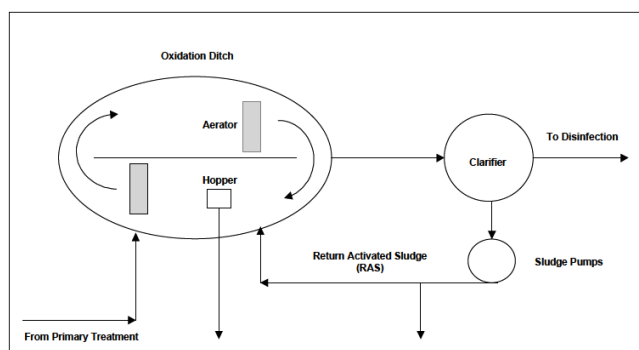 Oxidation Ditch
Aerator
To Disinfection
Clarifier
Hopper
Return Activated Sludge
(RAS)
Sludge Pumps
From Primary Treatment